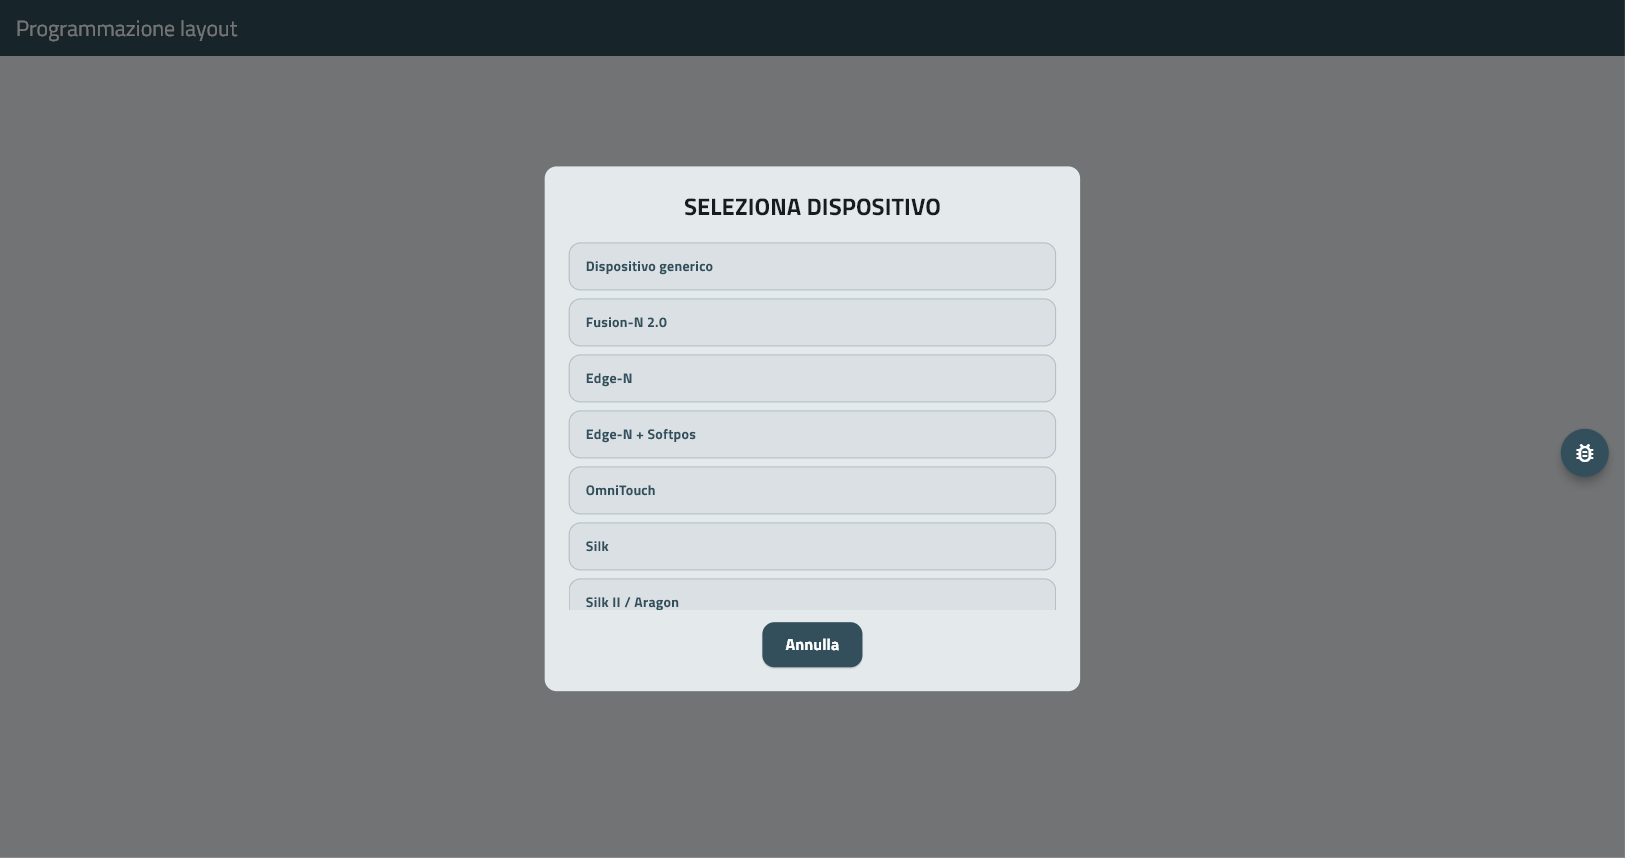 Programmazione layout
SELEZIONA DISPOSITIVO
Dispositivo generico
Fusion-N 2.0
Edge-N
Edge-N + Softpos
OmniTouch
Silk
Silk II / Aragon
Annulla